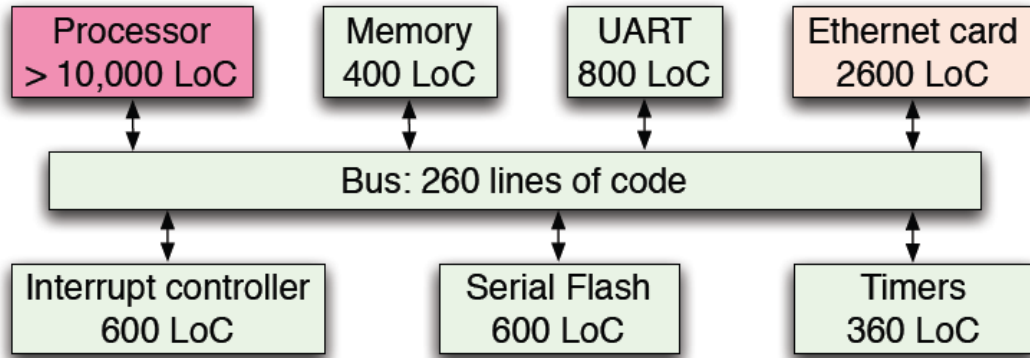 Processor
> 10,000 LoC
Memory
400 LoC
UART
800 LoC
Ethernet card
2600 LoC
Bus: 260 lines of code
Interrupt controller
600 LoC
Serial Flash
600 LoC
Timers
360 LoC